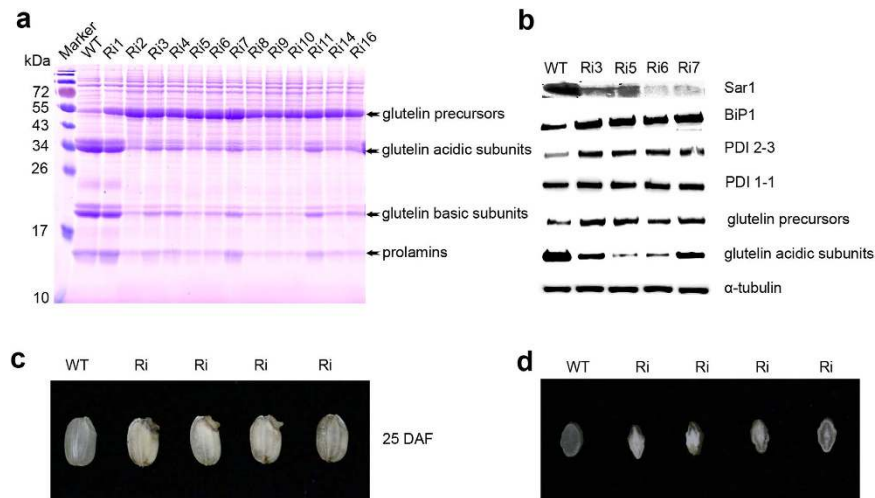 a
Marker WT Ri1 Ri2 Ri3 Ri4 Ri5 Ri6 Ri7 Ri8 Ri9 Ri10 Ri11 Ri14 Ri16
kDa
72
55
43
34
26
17
10
glutelin precursors
glutelin acidic subunits
glutelin basic subunits
prolamins
b
WT Ri3 Ri5 Ri6 Ri7
Sar1
BiP1
PDI 2-3
PDI 1-1
glutelin precursors
glutelin acidic subunits
α-tubulin
c
WT Ri Ri Ri Ri
25 DAF
d
WT Ri Ri Ri Ri